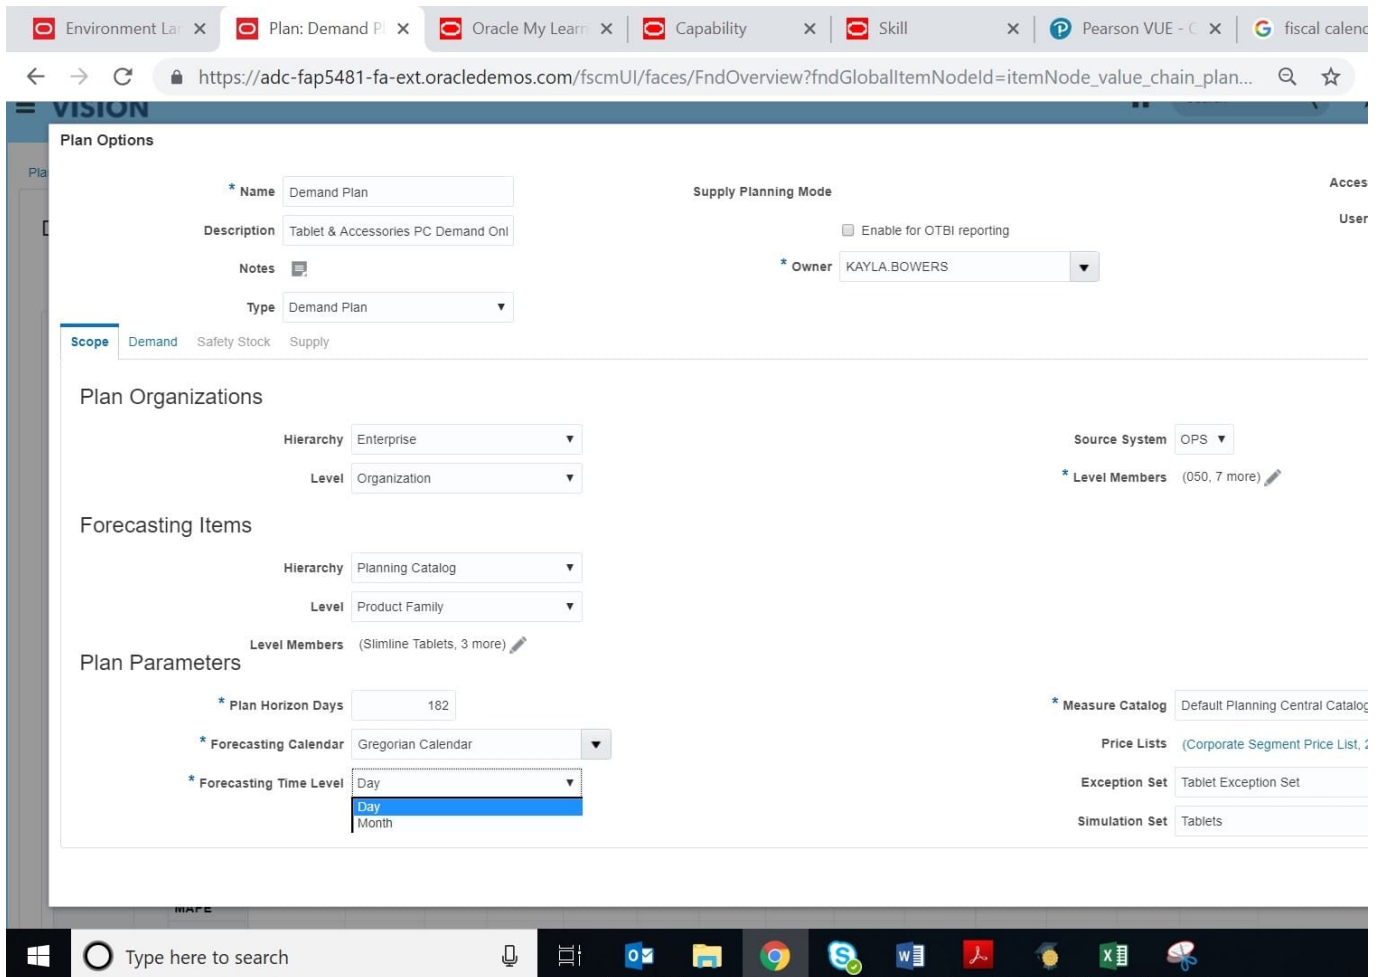 Environment Lan
Plan: Demand P
Oracle My Learn
Capability
Skill
Pearson VUE - C
fiscal calend
https://adc-fap5481-fa-ext.oracledemos.com/fscmUI/faces/FndOverview?fndGlobalItemNodeId=itemNode_value_chain_plan...
VISION
Plan Options
Pla
* Name Demand Plan
Supply Planning Mode
Acces
Description Tablet & Accessories PC Demand Onl
Enable for OTBI reporting
User
Notes
* Owner KAYLA.BOWERS
Type Demand Plan
Scope Demand Safety Stock Supply
Plan Organizations
Hierarchy Enterprise
Source System OPS
Level Organization
* Level Members (050, 7 more)
Forecasting Items
Hierarchy Planning Catalog
Level Product Family
Level Members (Slimline Tablets, 3 more)
Plan Parameters
* Plan Horizon Days 182
* Measure Catalog Default Planning Central Catalog
* Forecasting Calendar Gregorian Calendar
Price Lists (Corporate Segment Price List, 2
* Forecasting Time Level Day
Exception Set Tablet Exception Set
Day
Month
Simulation Set Tablets
MAPE
Type here to search